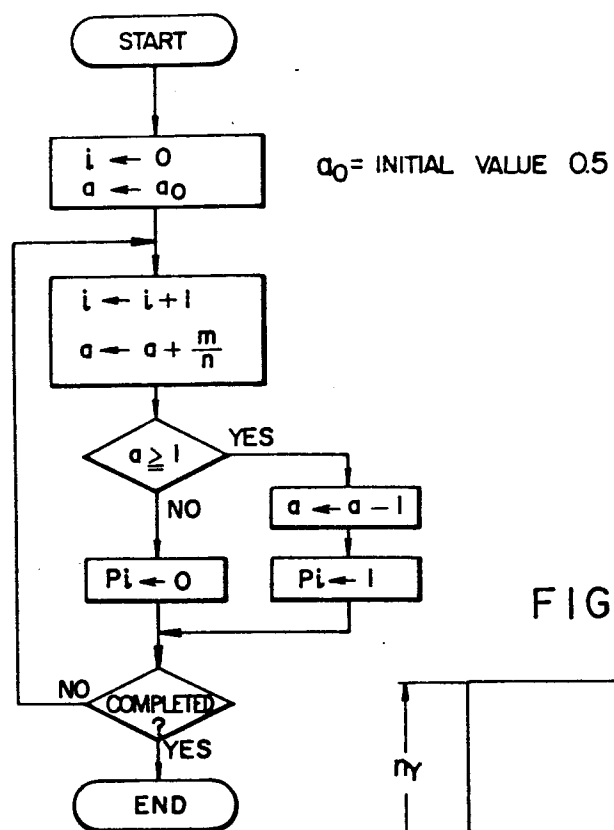 START
i ← 0
a ← a₀
a₀ = INITIAL VALUE 0.5
i ← i + 1
a ← a + m/n
a ≧ 1
YES
NO
a ← a − 1
Pi ← 0
Pi ← 1
FIG
NO
COMPLETED
?
YES
nY
END